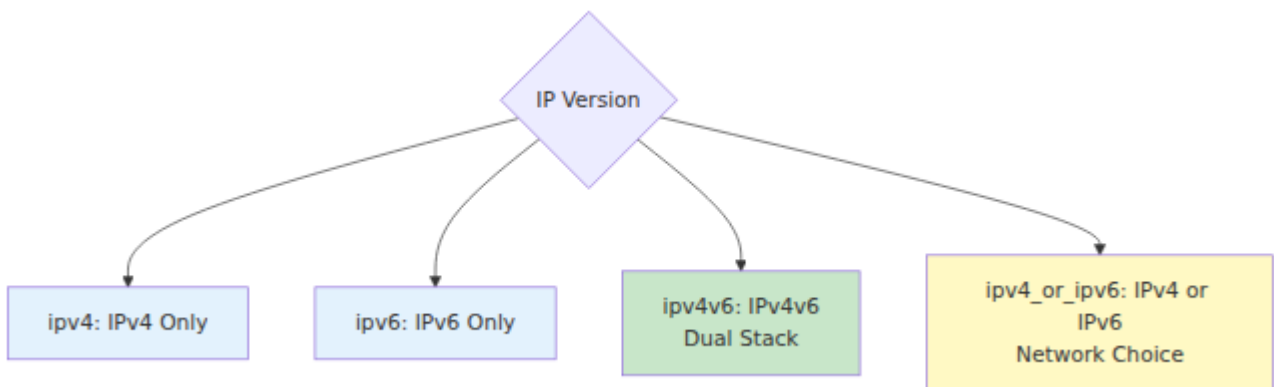 IP Version
ipv4: IPv4 Only
ipv6: IPv6 Only
ipv4v6: IPv4v6
Dual Stack
ipv4_or_ipv6: IPv4 or
IPv6
Network Choice